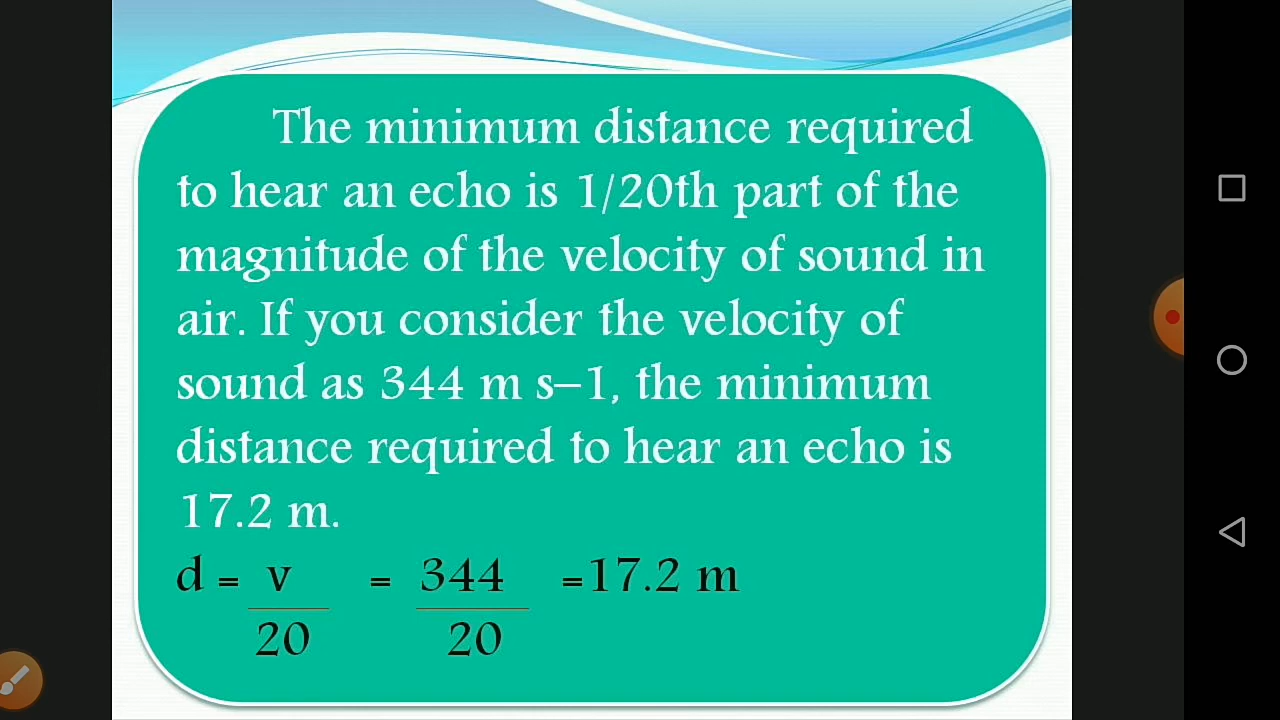 The minimum distance required
to hear an echo is 1/20th part of the
magnitude of the velocity of sound in
air. If you consider the velocity of
sound as 344 m s–1, the minimum
distance required to hear an echo is
17.2 m.
d = v = 344 =17.2 m
20 20